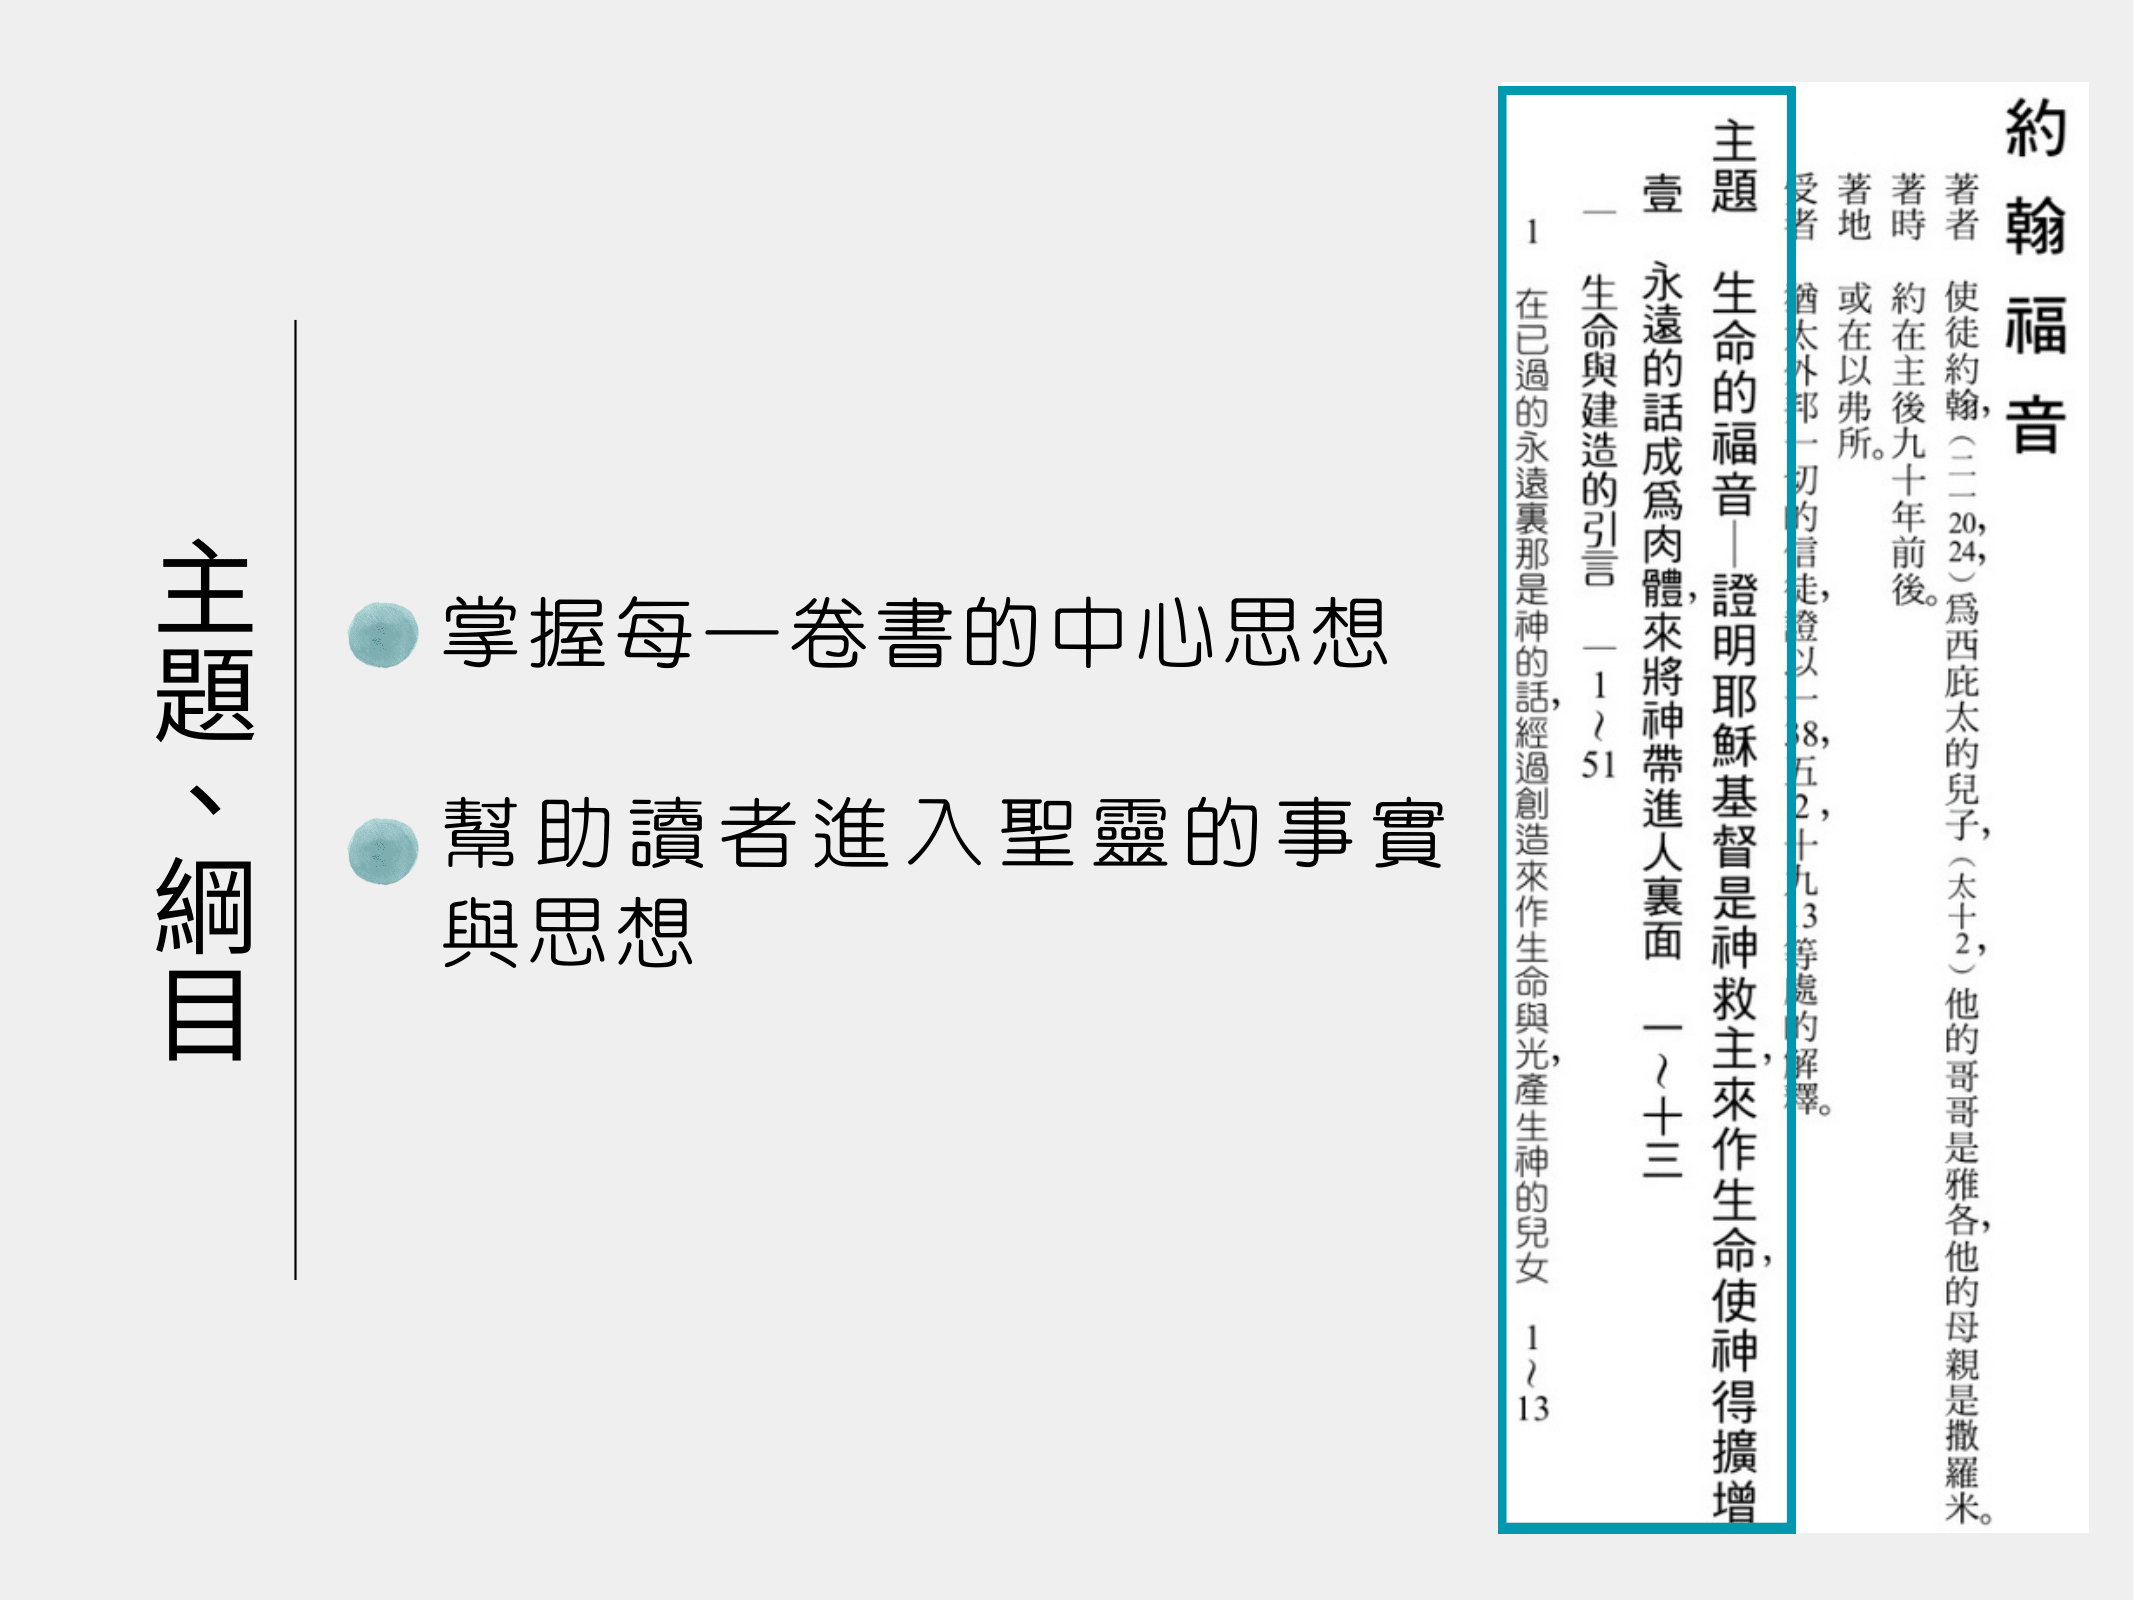 主題、綱目
掌握每一卷書的中心思想
幫助讀者進入聖靈的事實
與思想
約翰福音
著者　使徒約翰，（二一20，24，）爲西庇太的兒子，（太十2，）他的哥哥是雅各，他的母親是撒羅米。
著時　約在主後九十年前後。
著地　或在以弗所。
受者　猶太外邦一切的信徒，證以一38，五2，十九13等處的解釋。
主題　生命的福音—證明耶穌基督是神救主，來作生命，使神得擴增
壹　永遠的話成爲肉體，來將神帶進人裏面　一～十三
一　生命與建造的引言　一1～51
1　在已過的永遠裏那是神的話，經過創造來作生命與光，產生神的兒女　1～13